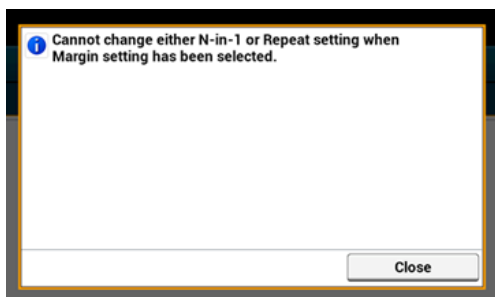 Cannot change either N-in-1 or Repeat setting when
Margin setting has been selected.
Close